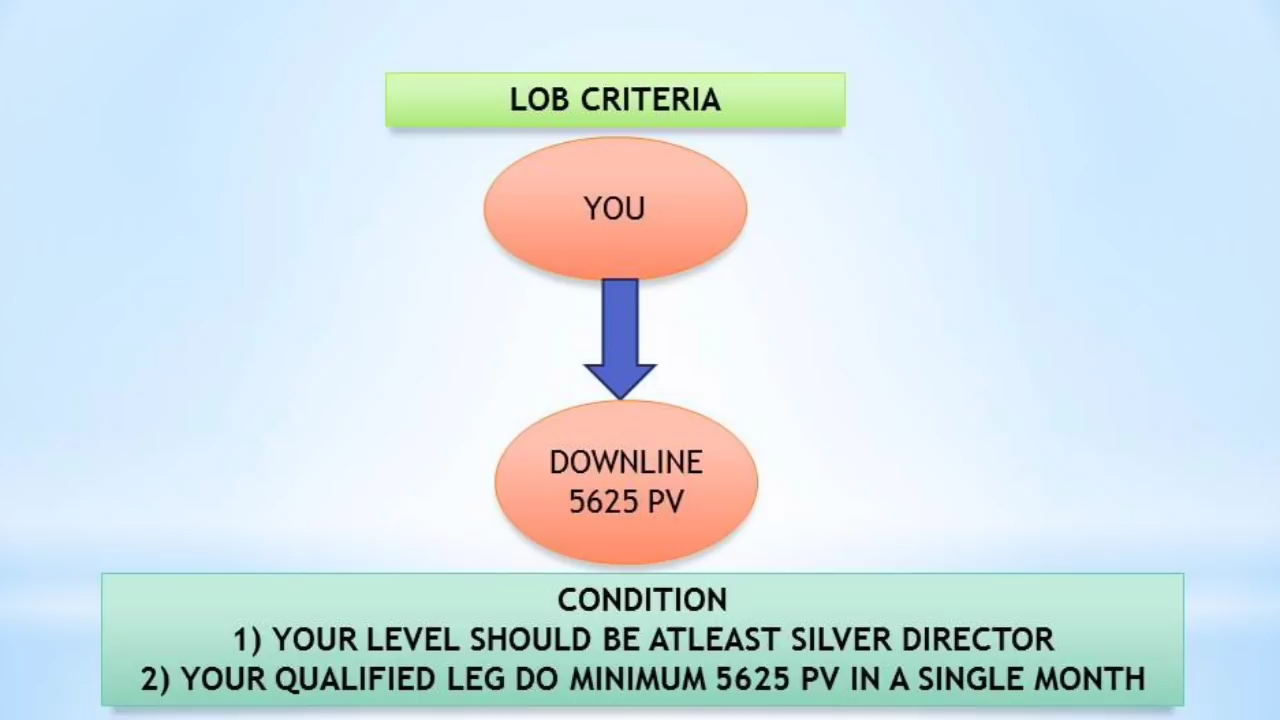 LOB CRITERIA
YOU
DOWNLINE
5625 PV
CONDITION
1) YOUR LEVEL SHOULD BE ATLEAST SILVER DIRECTOR
2) YOUR QUALIFIED LEG DO MINIMUM 5625 PV IN A SINGLE MONTH